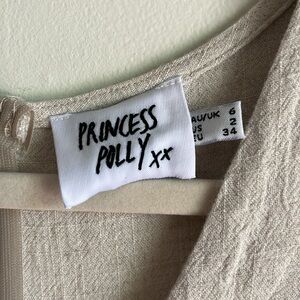 PRINCESS
POLLY xx
AU/UK 6
US 2
EU 34